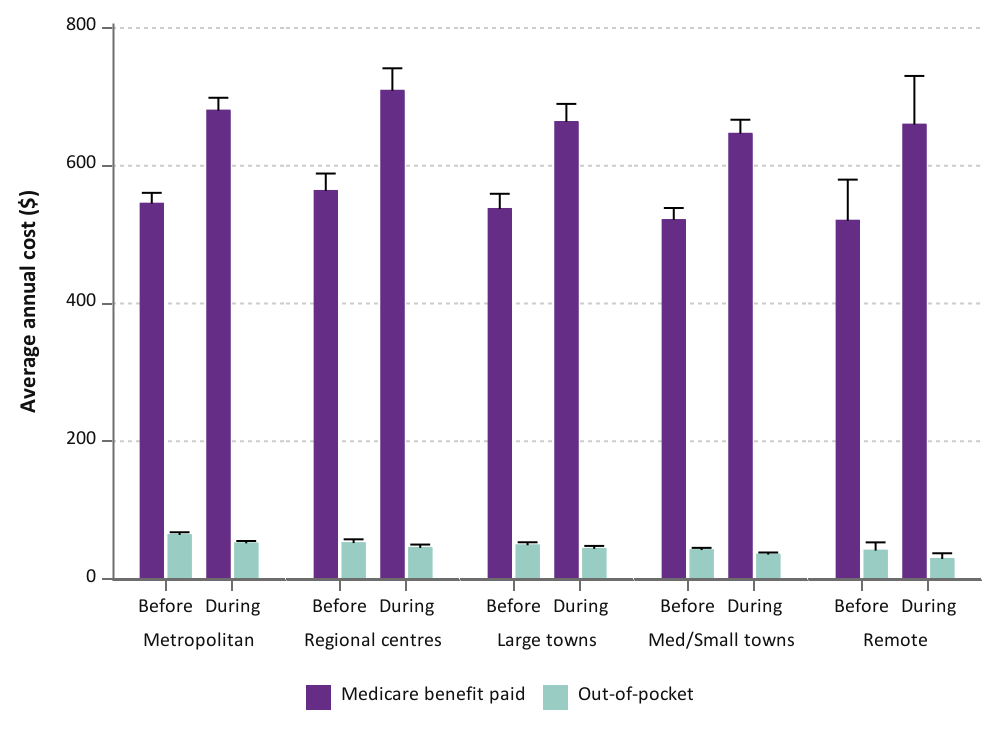 800
600
400
200
0
Average annual cost ($)
Before During Before During Before During Before During Before During
Metropolitan Regional centres Large towns Med/Small towns Remote
Medicare benefit paid Out-of-pocket